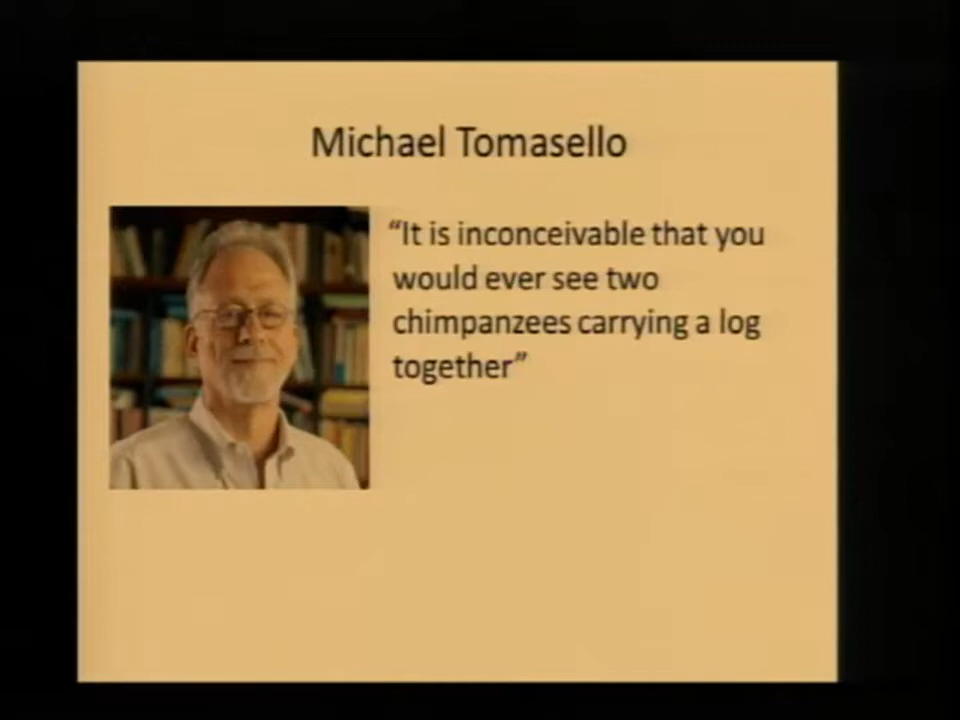 Michael Tomasello
“It is inconceivable that you
would ever see two
chimpanzees carrying a log
together”